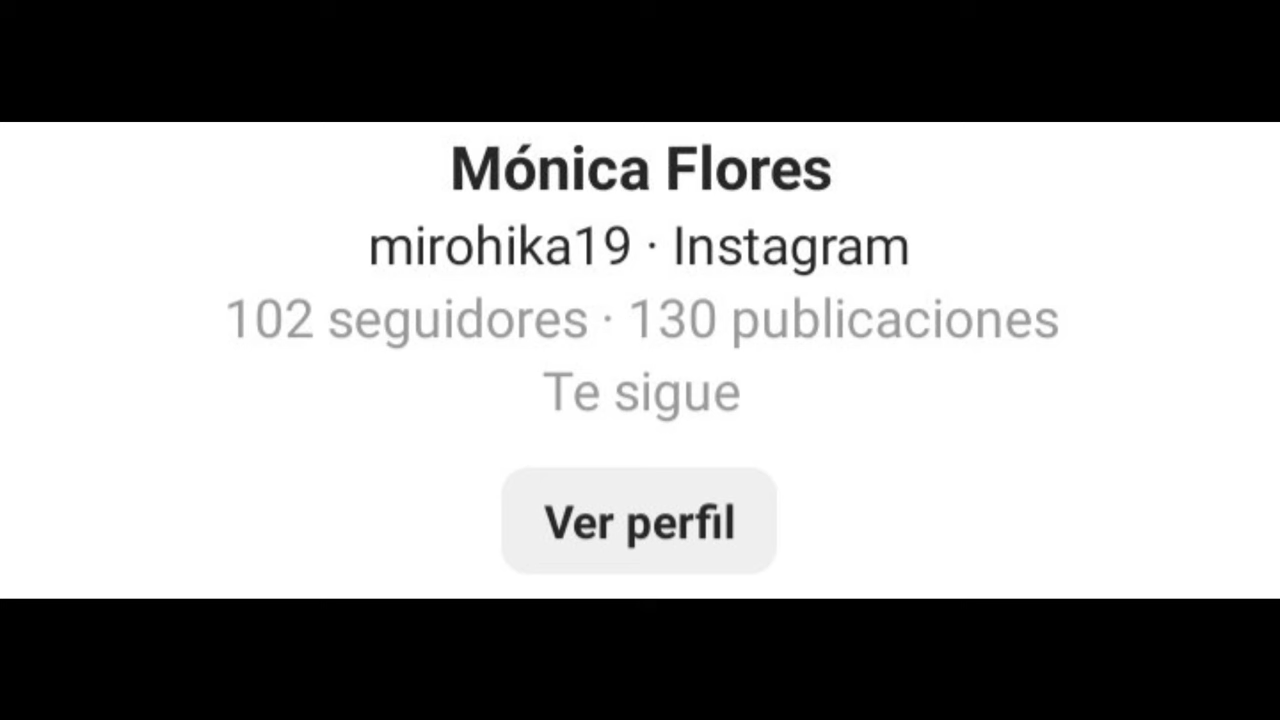 Mónica Flores
mirohika19 · Instagram
102 seguidores · 130 publicaciones
Te sigue
Ver perfil